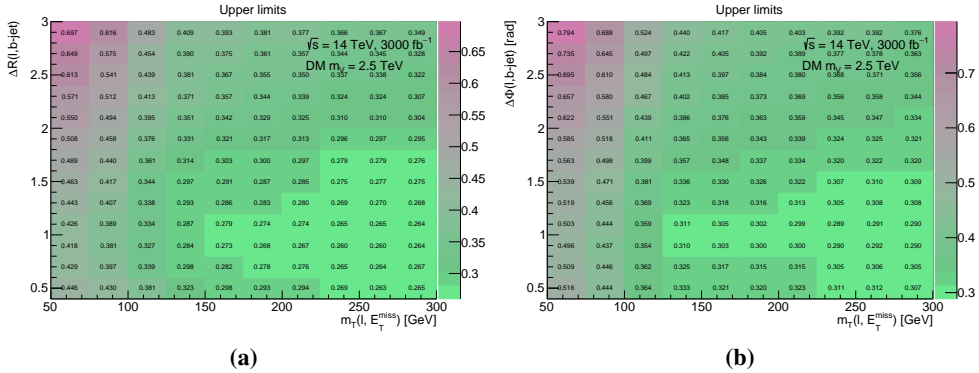 Upper limits
ΔR(l,b-jet)
3
2.5
2
1.5
1
0.5
√s = 14 TeV, 3000 fb⁻¹
DM m_V = 2.5 TeV
0.697 0.616 0.483 0.409 0.393 0.381 0.377 0.366 0.367 0.349
0.649 0.575 0.390 0.375 0.361
0.613 0.541 0.439 0.381 0.368 0.337 0.338 0.322
0.571 0.512 0.413 0.371 0.357 0.344 0.339 0.324 0.324 0.307
0.550 0.494 0.395 0.351 0.342 0.329 0.325 0.310 0.310 0.304
0.508 0.458 0.376 0.331 0.321 0.317 0.313 0.296 0.297 0.295
0.489 0.440 0.361 0.314 0.303 0.300 0.297 0.279 0.279 0.276
0.463 0.417 0.344 0.297 0.291 0.287 0.285 0.275 0.277 0.275
0.443 0.407 0.338 0.293 0.286 0.283 0.280 0.269 0.270 0.268
0.426 0.389 0.334 0.287 0.279 0.274 0.271 0.265 0.265 0.264
0.418 0.381 0.327 0.284 0.273 0.268 0.267 0.260 0.262 0.261
0.429 0.397 0.339 0.298 0.282 0.278 0.276 0.265 0.264 0.267
0.446 0.430 0.381 0.323 0.298 0.293 0.294 0.269 0.263 0.265
50 100 150 200 250 300
m_T(l, E_T^miss) [GeV]
0.65
0.6
0.55
0.5
0.45
0.4
0.35
0.3
(a)
Upper limits
ΔΦ(l,b-jet) [rad]
3
2.5
2
1.5
1
0.5
√s = 14 TeV, 3000 fb⁻¹
DM m_V = 2.5 TeV
0.794 0.688 0.524 0.440 0.417 0.405 0.403 0.392 0.392 0.376
0.735 0.645 0.497 0.422 0.405 0.392 0.389
0.695 0.610 0.484 0.413 0.397 0.368 0.371 0.356
0.657 0.580 0.467 0.402 0.385 0.373 0.369 0.356 0.358 0.344
0.622 0.551 0.439 0.376 0.363 0.355 0.351 0.345 0.347 0.334
0.585 0.518 0.411 0.365 0.356 0.343 0.339 0.324 0.325 0.321
0.563 0.498 0.399 0.357 0.348 0.337 0.334 0.320 0.322 0.320
0.539 0.471 0.381 0.336 0.330 0.326 0.322 0.307 0.310 0.309
0.519 0.456 0.369 0.323 0.318 0.316 0.313 0.305 0.308 0.308
0.503 0.444 0.359 0.311 0.305 0.302 0.299 0.289 0.291 0.290
0.496 0.437 0.354 0.310 0.303 0.300 0.300 0.290 0.292 0.290
0.509 0.446 0.362 0.325 0.317 0.315 0.315 0.305 0.306 0.305
0.516 0.444 0.364 0.333 0.321 0.320 0.323 0.311 0.312 0.307
50 100 150 200 250 300
m_T(l, E_T^miss) [GeV]
0.7
0.6
0.5
0.4
0.3
(b)